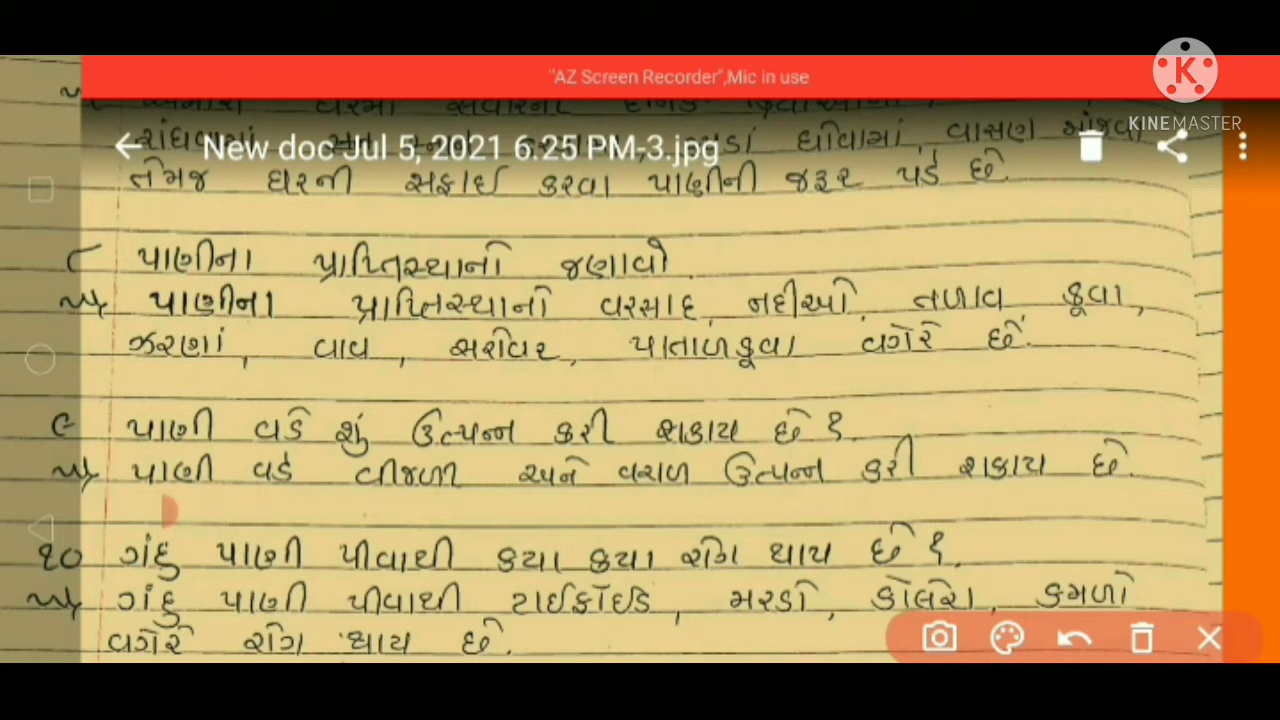 "AZ Screen Recorder",Mic in use
KINEMASTER
New doc Jul 5, 2021 6.25 PM-3.jpg
ધોવામાં, વાસણ માંજવા
તેમજ ઘરની સફાઈ કરવા પાણીની જરૂર પડે છે.
૮ પાણીના પ્રાપ્તિસ્થાનો જણાવો.
પાણીના પ્રાપ્તિસ્થાનો વરસાદ, નદીઓ, તળાવ, કૂવા,
ઝરણાં, વાવ, સરોવર, પાતાળકૂવા વગેરે છે.
૯ પાણી વડે શું ઉત્પન્ન કરી શકાય છે ?
પાણી વડે વીજળી અને વરાળ ઉત્પન્ન કરી શકાય છે.
૧૦ ગંદુ પાણી પીવાથી કયા કયા રોગ થાય છે ?
ગંદુ પાણી પીવાથી ટાઈફોઈડ, મરડો, કોલેરા, કમળો
વગેરે રોગ થાય છે.